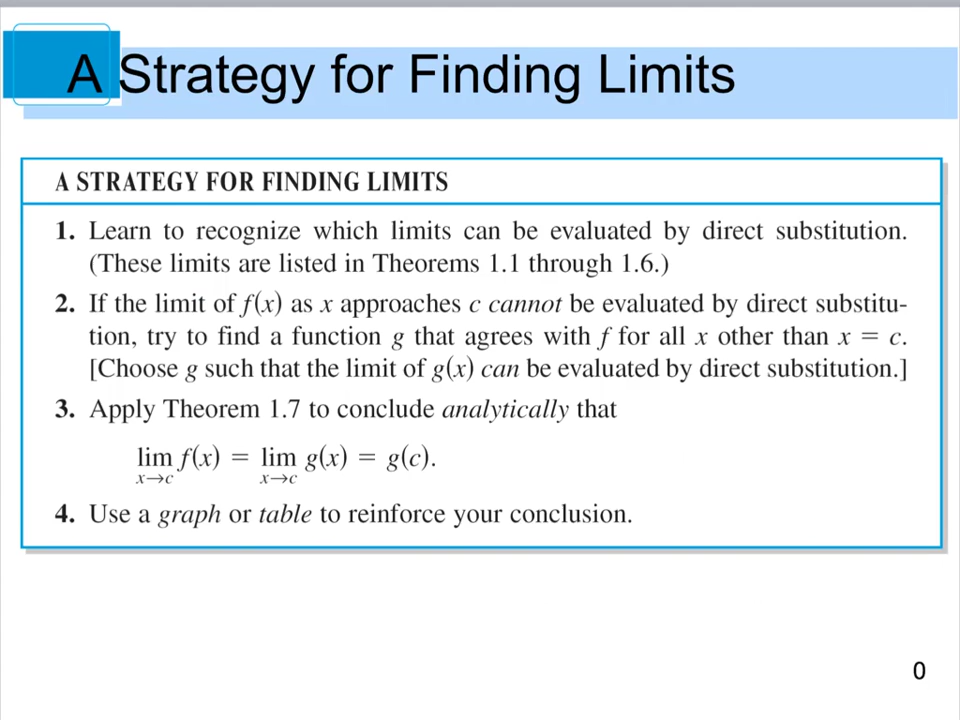 A Strategy for Finding Limits
A STRATEGY FOR FINDING LIMITS
1. Learn to recognize which limits can be evaluated by direct substitution.
(These limits are listed in Theorems 1.1 through 1.6.)
2. If the limit of f(x) as x approaches c cannot be evaluated by direct substitu-
tion, try to find a function g that agrees with f for all x other than x = c.
[Choose g such that the limit of g(x) can be evaluated by direct substitution.]
3. Apply Theorem 1.7 to conclude analytically that
lim f(x) = lim g(x) = g(c).
x→c x→c
4. Use a graph or table to reinforce your conclusion.
0